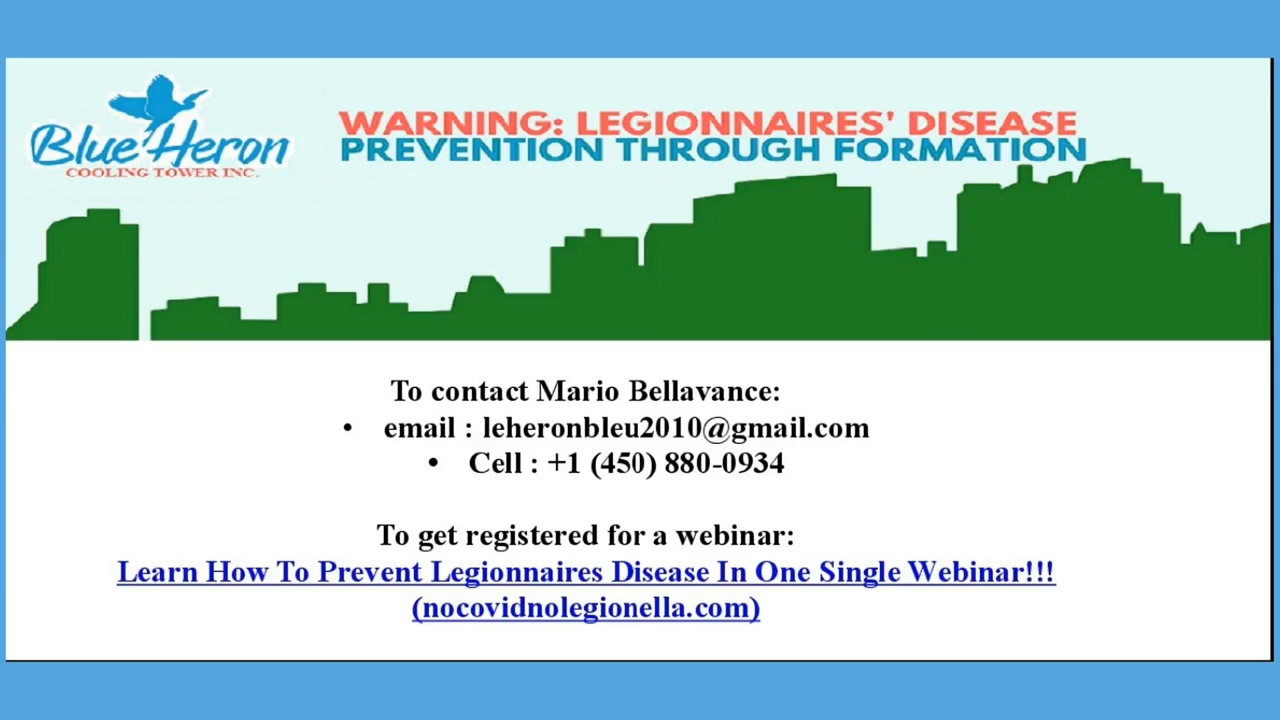 Blue Heron
COOLING TOWER INC.
WARNING: LEGIONNAIRES' DISEASE
PREVENTION THROUGH FORMATION
To contact Mario Bellavance:
• email : leheronbleu2010@gmail.com
• Cell : +1 (450) 880-0934
To get registered for a webinar:
Learn How To Prevent Legionnaires Disease In One Single Webinar!!!
(nocovidnolegionella.com)